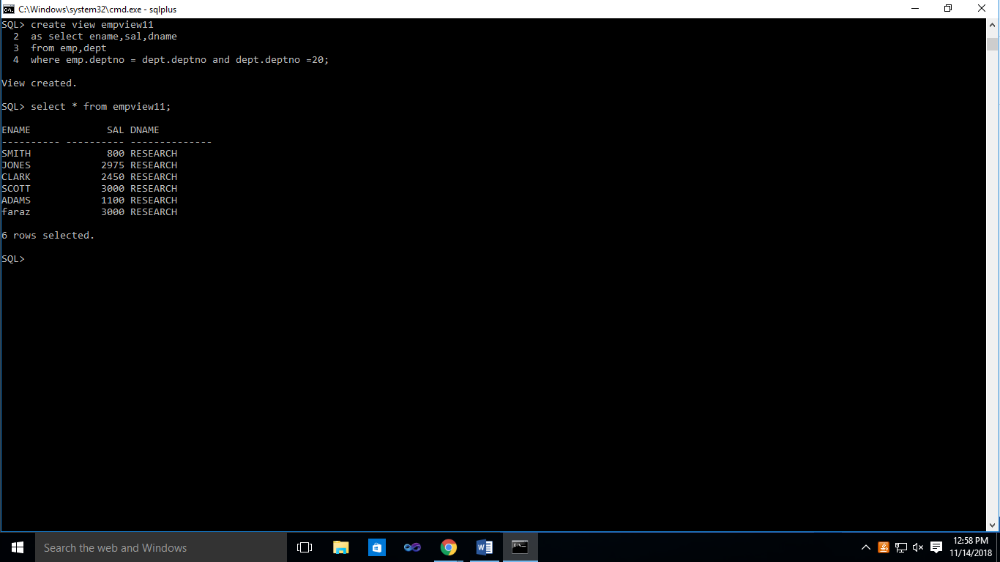 C:\Windows\system32\cmd.exe - sqlplus
SQL> create view empview11
  2  as select ename,sal,dname
  3  from emp,dept
  4  where emp.deptno = dept.deptno and dept.deptno =20;
View created.
SQL> select * from empview11;
ENAME             SAL DNAME
---------- ---------- --------------
SMITH             800 RESEARCH
JONES            2975 RESEARCH
CLARK            2450 RESEARCH
SCOTT            3000 RESEARCH
ADAMS            1100 RESEARCH
faraz            3000 RESEARCH
6 rows selected.
SQL>
Search the web and Windows
12:58 PM
11/14/2018